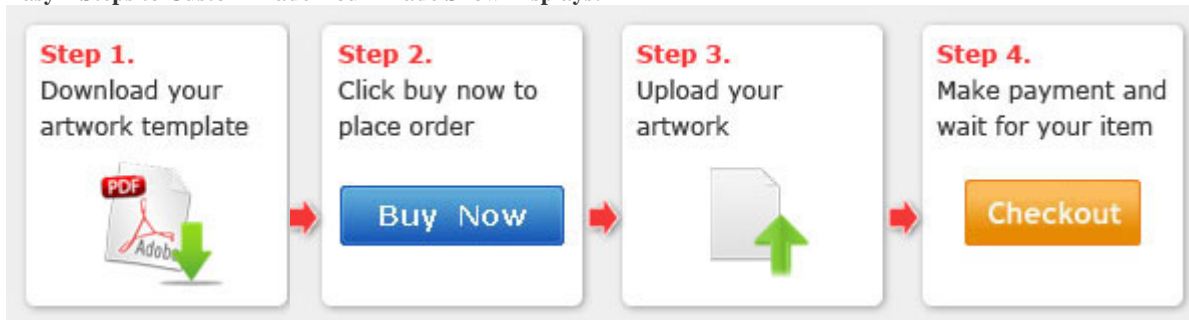 Step 1.
Download your
artwork template
PDF
Adobe
Step 2.
Click buy now to
place order
Buy Now
Step 3.
Upload your
artwork
Step 4.
Make payment and
wait for your item
Checkout